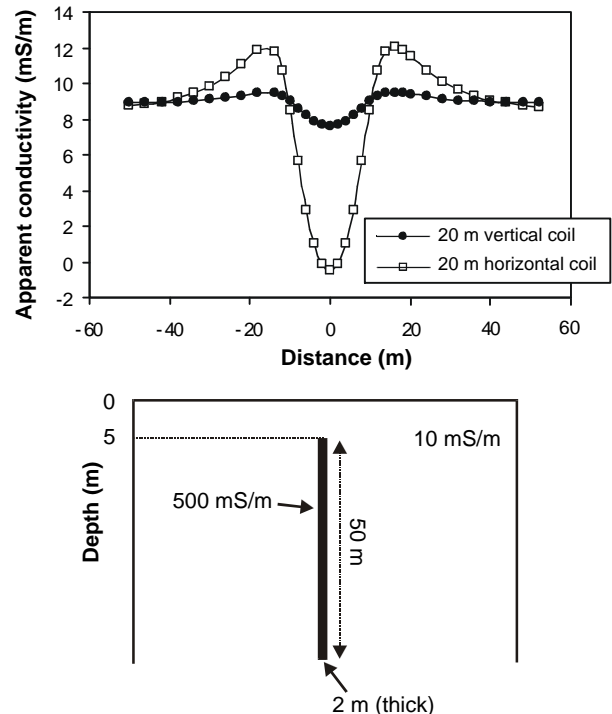 Apparent conductivity (mS/m)
14
12
10
8
6
4
2
0
-2
-60
-40
-20
0
20
40
60
20 m vertical coil
20 m horizontal coil
Distance (m)
Depth (m)
0
5
10 mS/m
500 mS/m
50 m
2 m (thick)